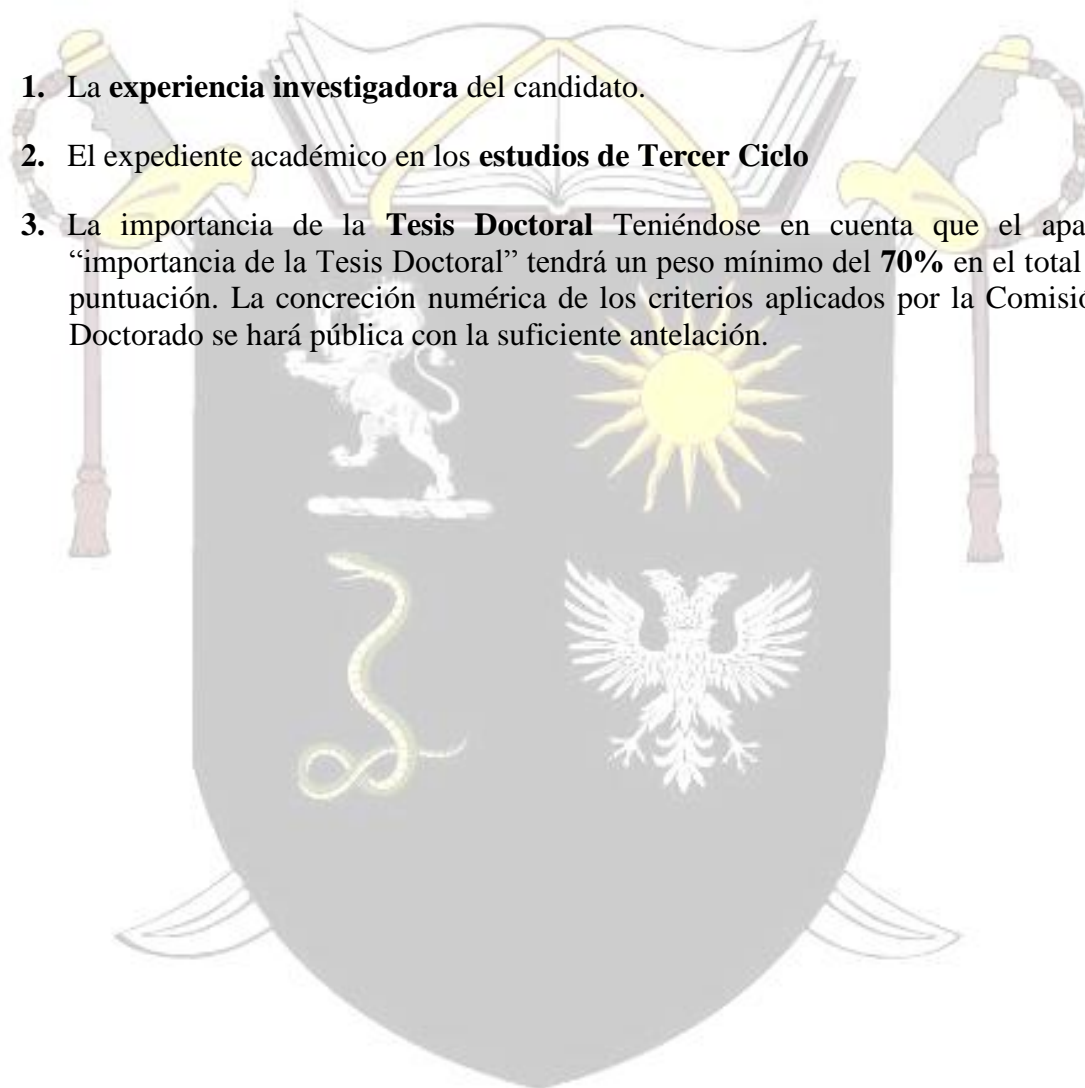 1. La experiencia investigadora del candidato.
2. El expediente académico en los estudios de Tercer Ciclo
3. La importancia de la Tesis Doctoral Teniéndose en cuenta que el apa
“importancia de la Tesis Doctoral” tendrá un peso mínimo del 70% en el total
puntuación. La concreción numérica de los criterios aplicados por la Comisió
Doctorado se hará pública con la suficiente antelación.